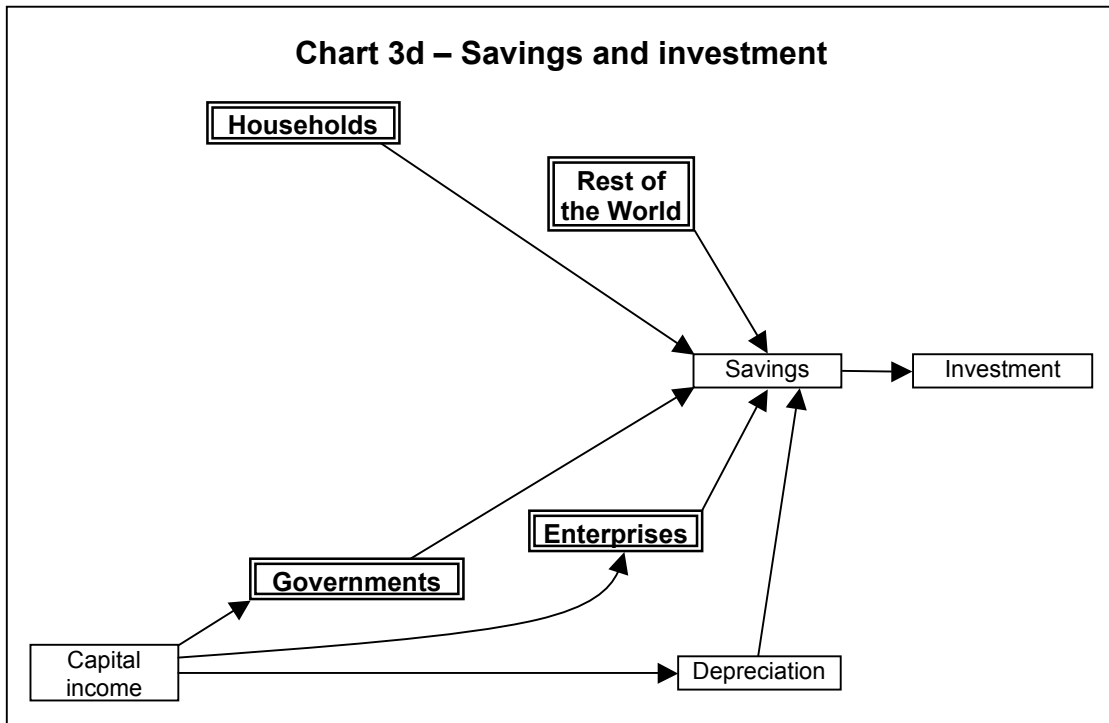 Chart 3d – Savings and investment
Households
Rest of
the World
Savings
Investment
Enterprises
Governments
Capital
income
Depreciation